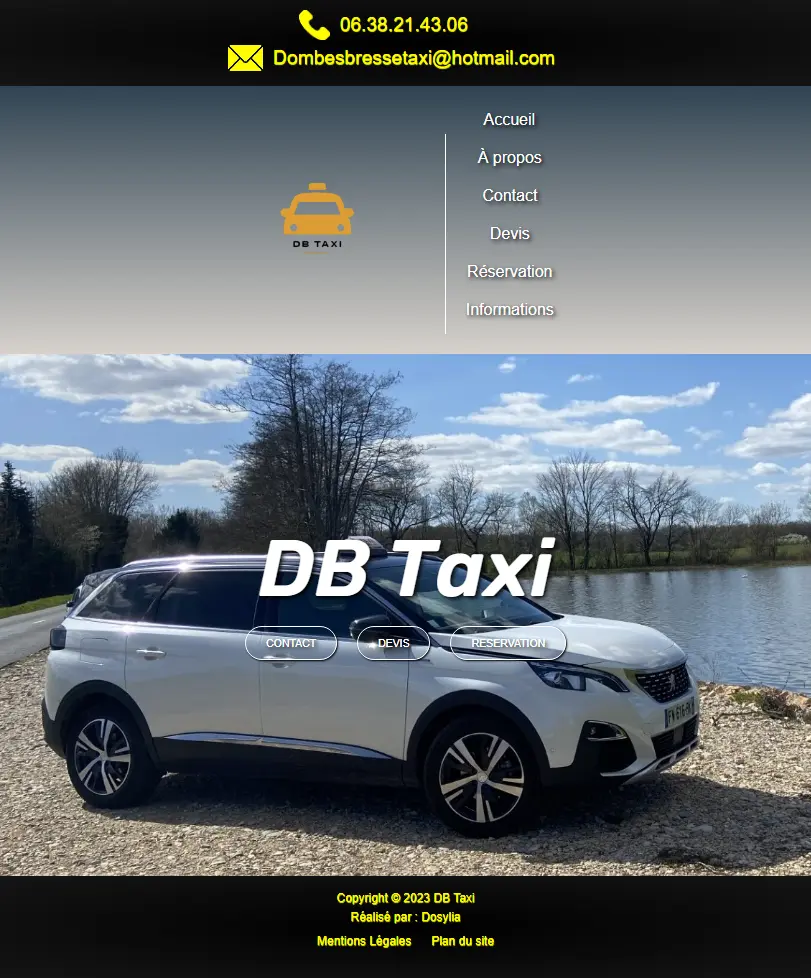 06.38.21.43.06
Dombesbressetaxi@hotmail.com
DB TAXI
Accueil
À propos
Contact
Devis
Réservation
Informations
DB Taxi
CONTACT
DEVIS
RESERVATION
Copyright © 2023 DB Taxi
Réalisé par : Dosylia
Mentions Légales Plan du site